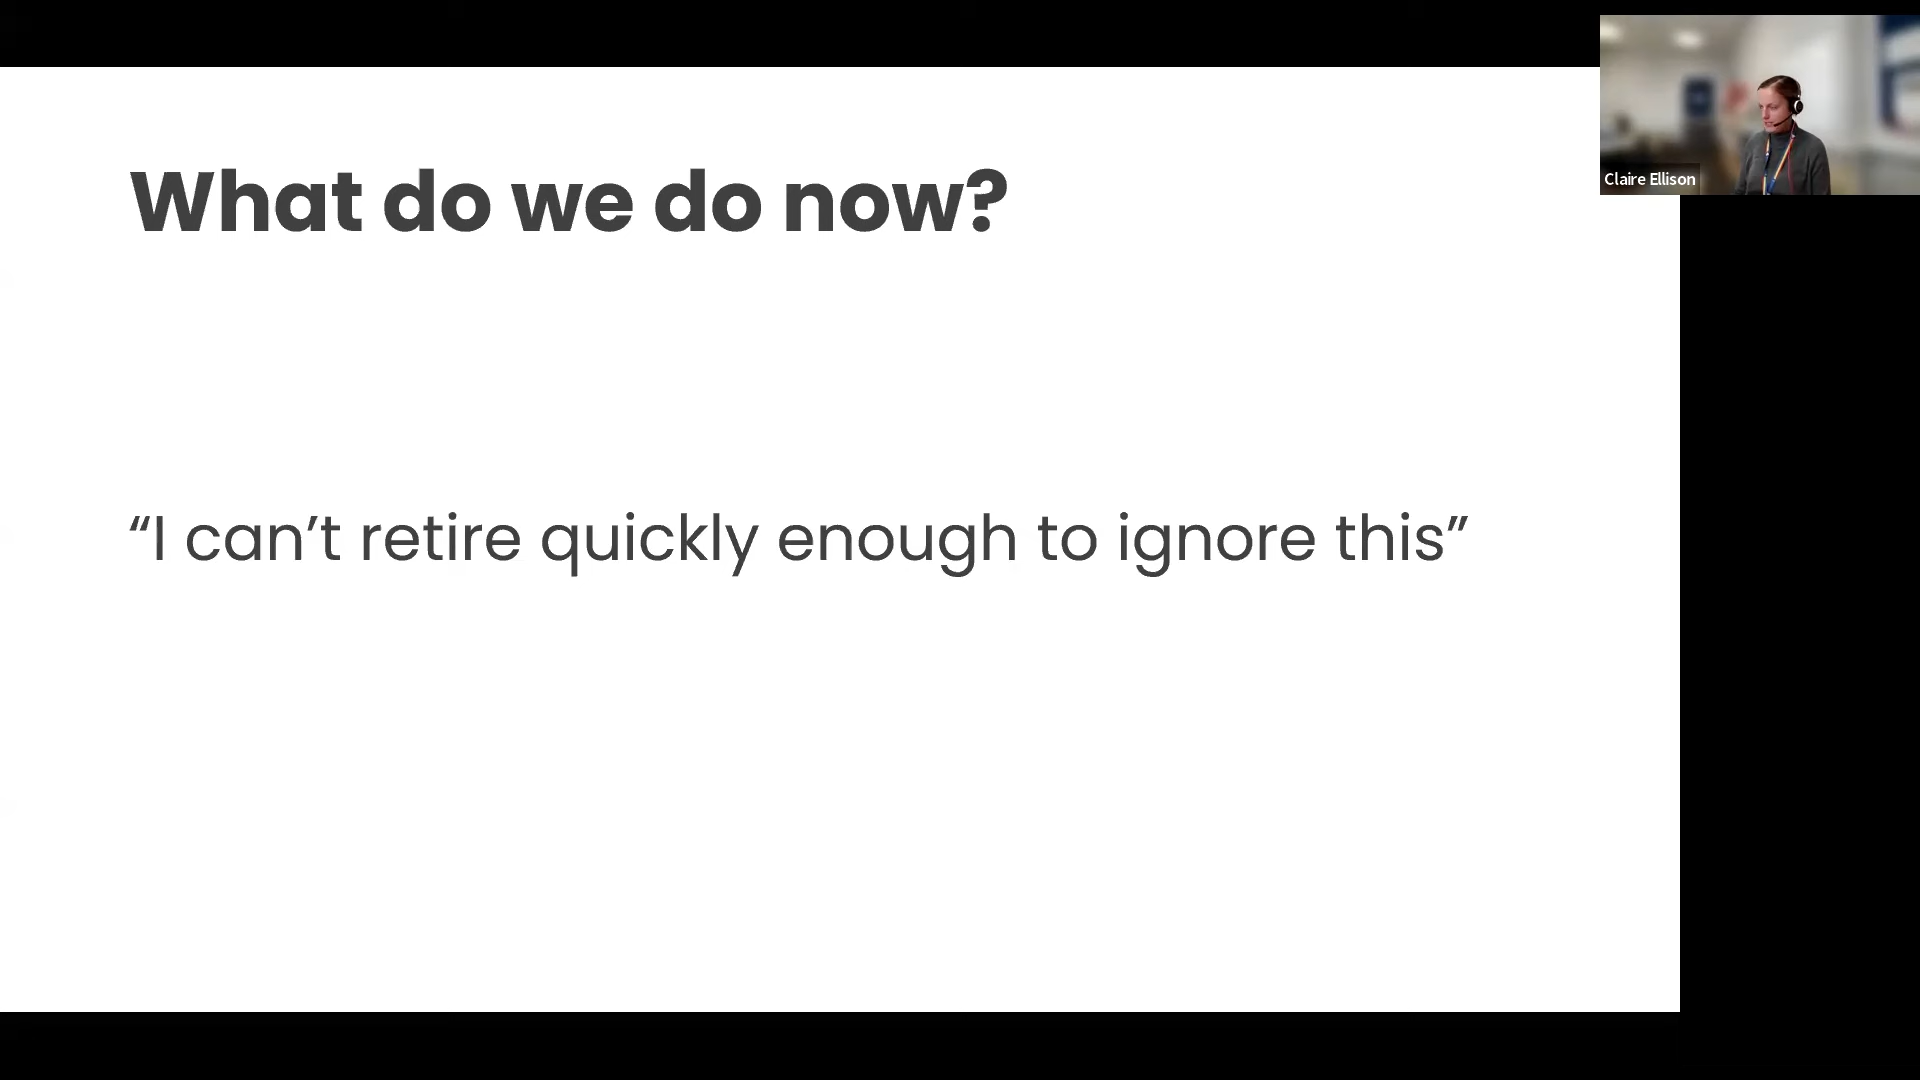 What do we do now?
“I can’t retire quickly enough to ignore this”
Claire Ellison